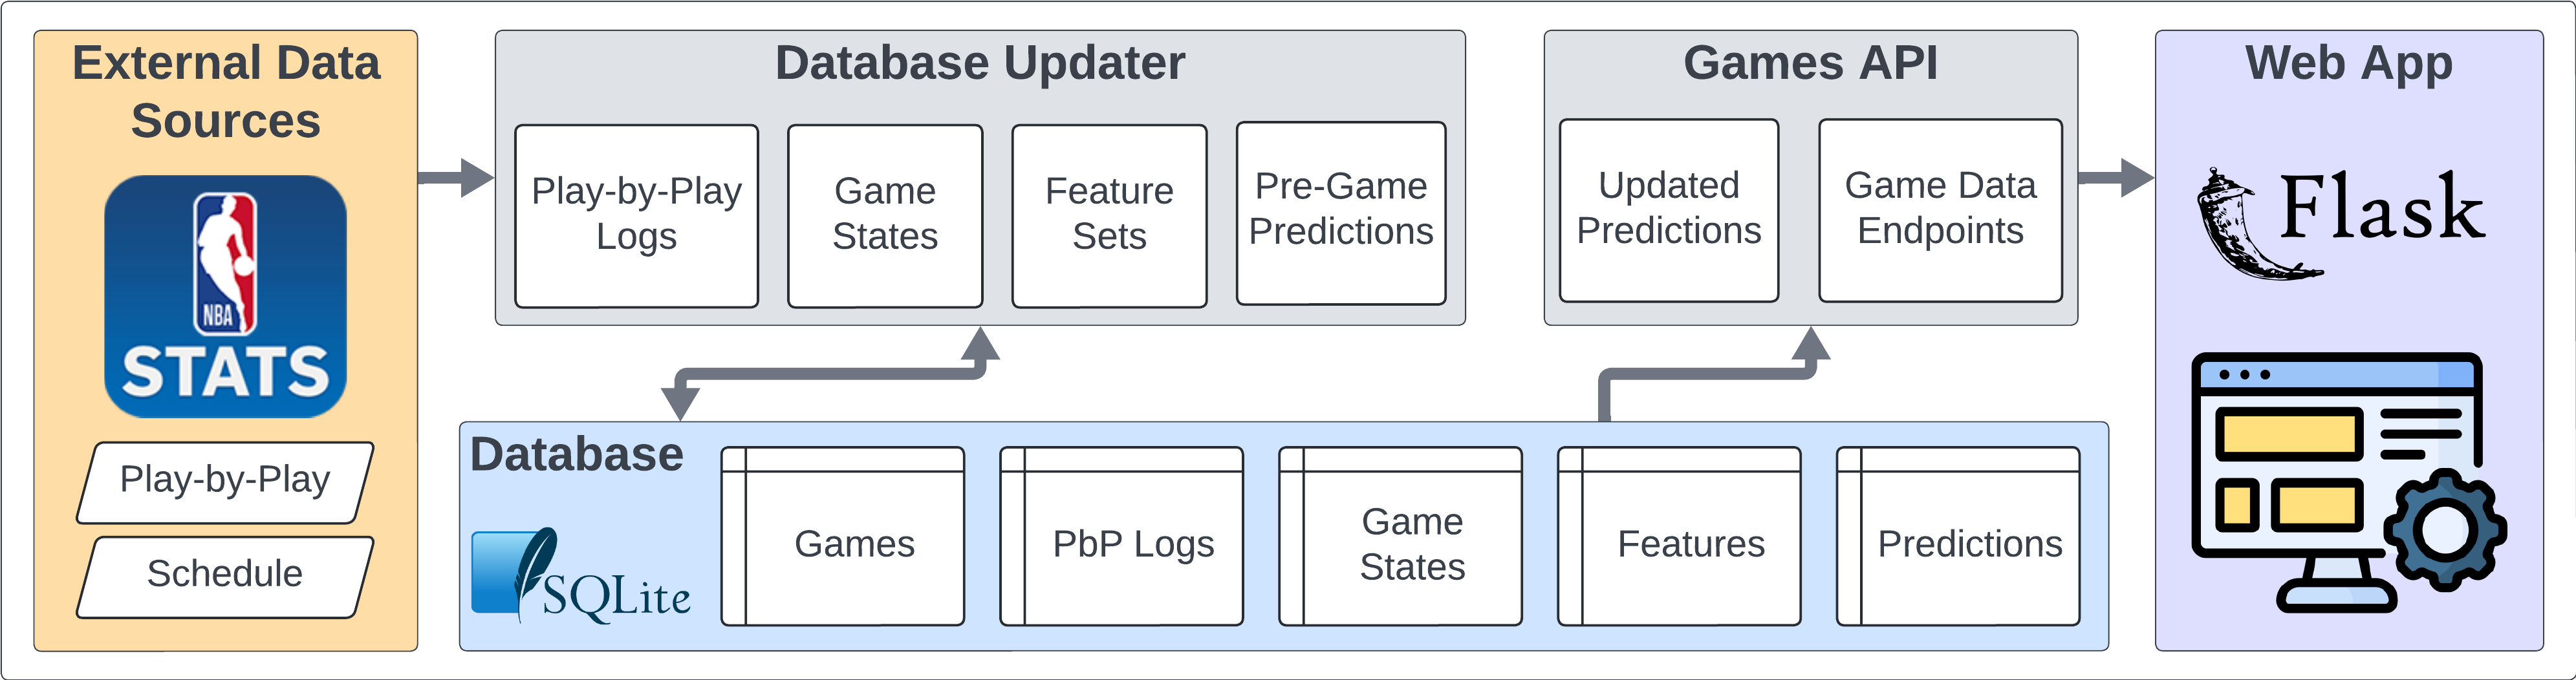 External Data
Sources
NBA
STATS
Play-by-Play
Schedule
Database Updater
Play-by-Play
Logs
Game
States
Feature
Sets
Pre-Game
Predictions
Games API
Updated
Predictions
Game Data
Endpoints
Web App
Flask
Database
SQLite
Games
PbP Logs
Game
States
Features
Predictions